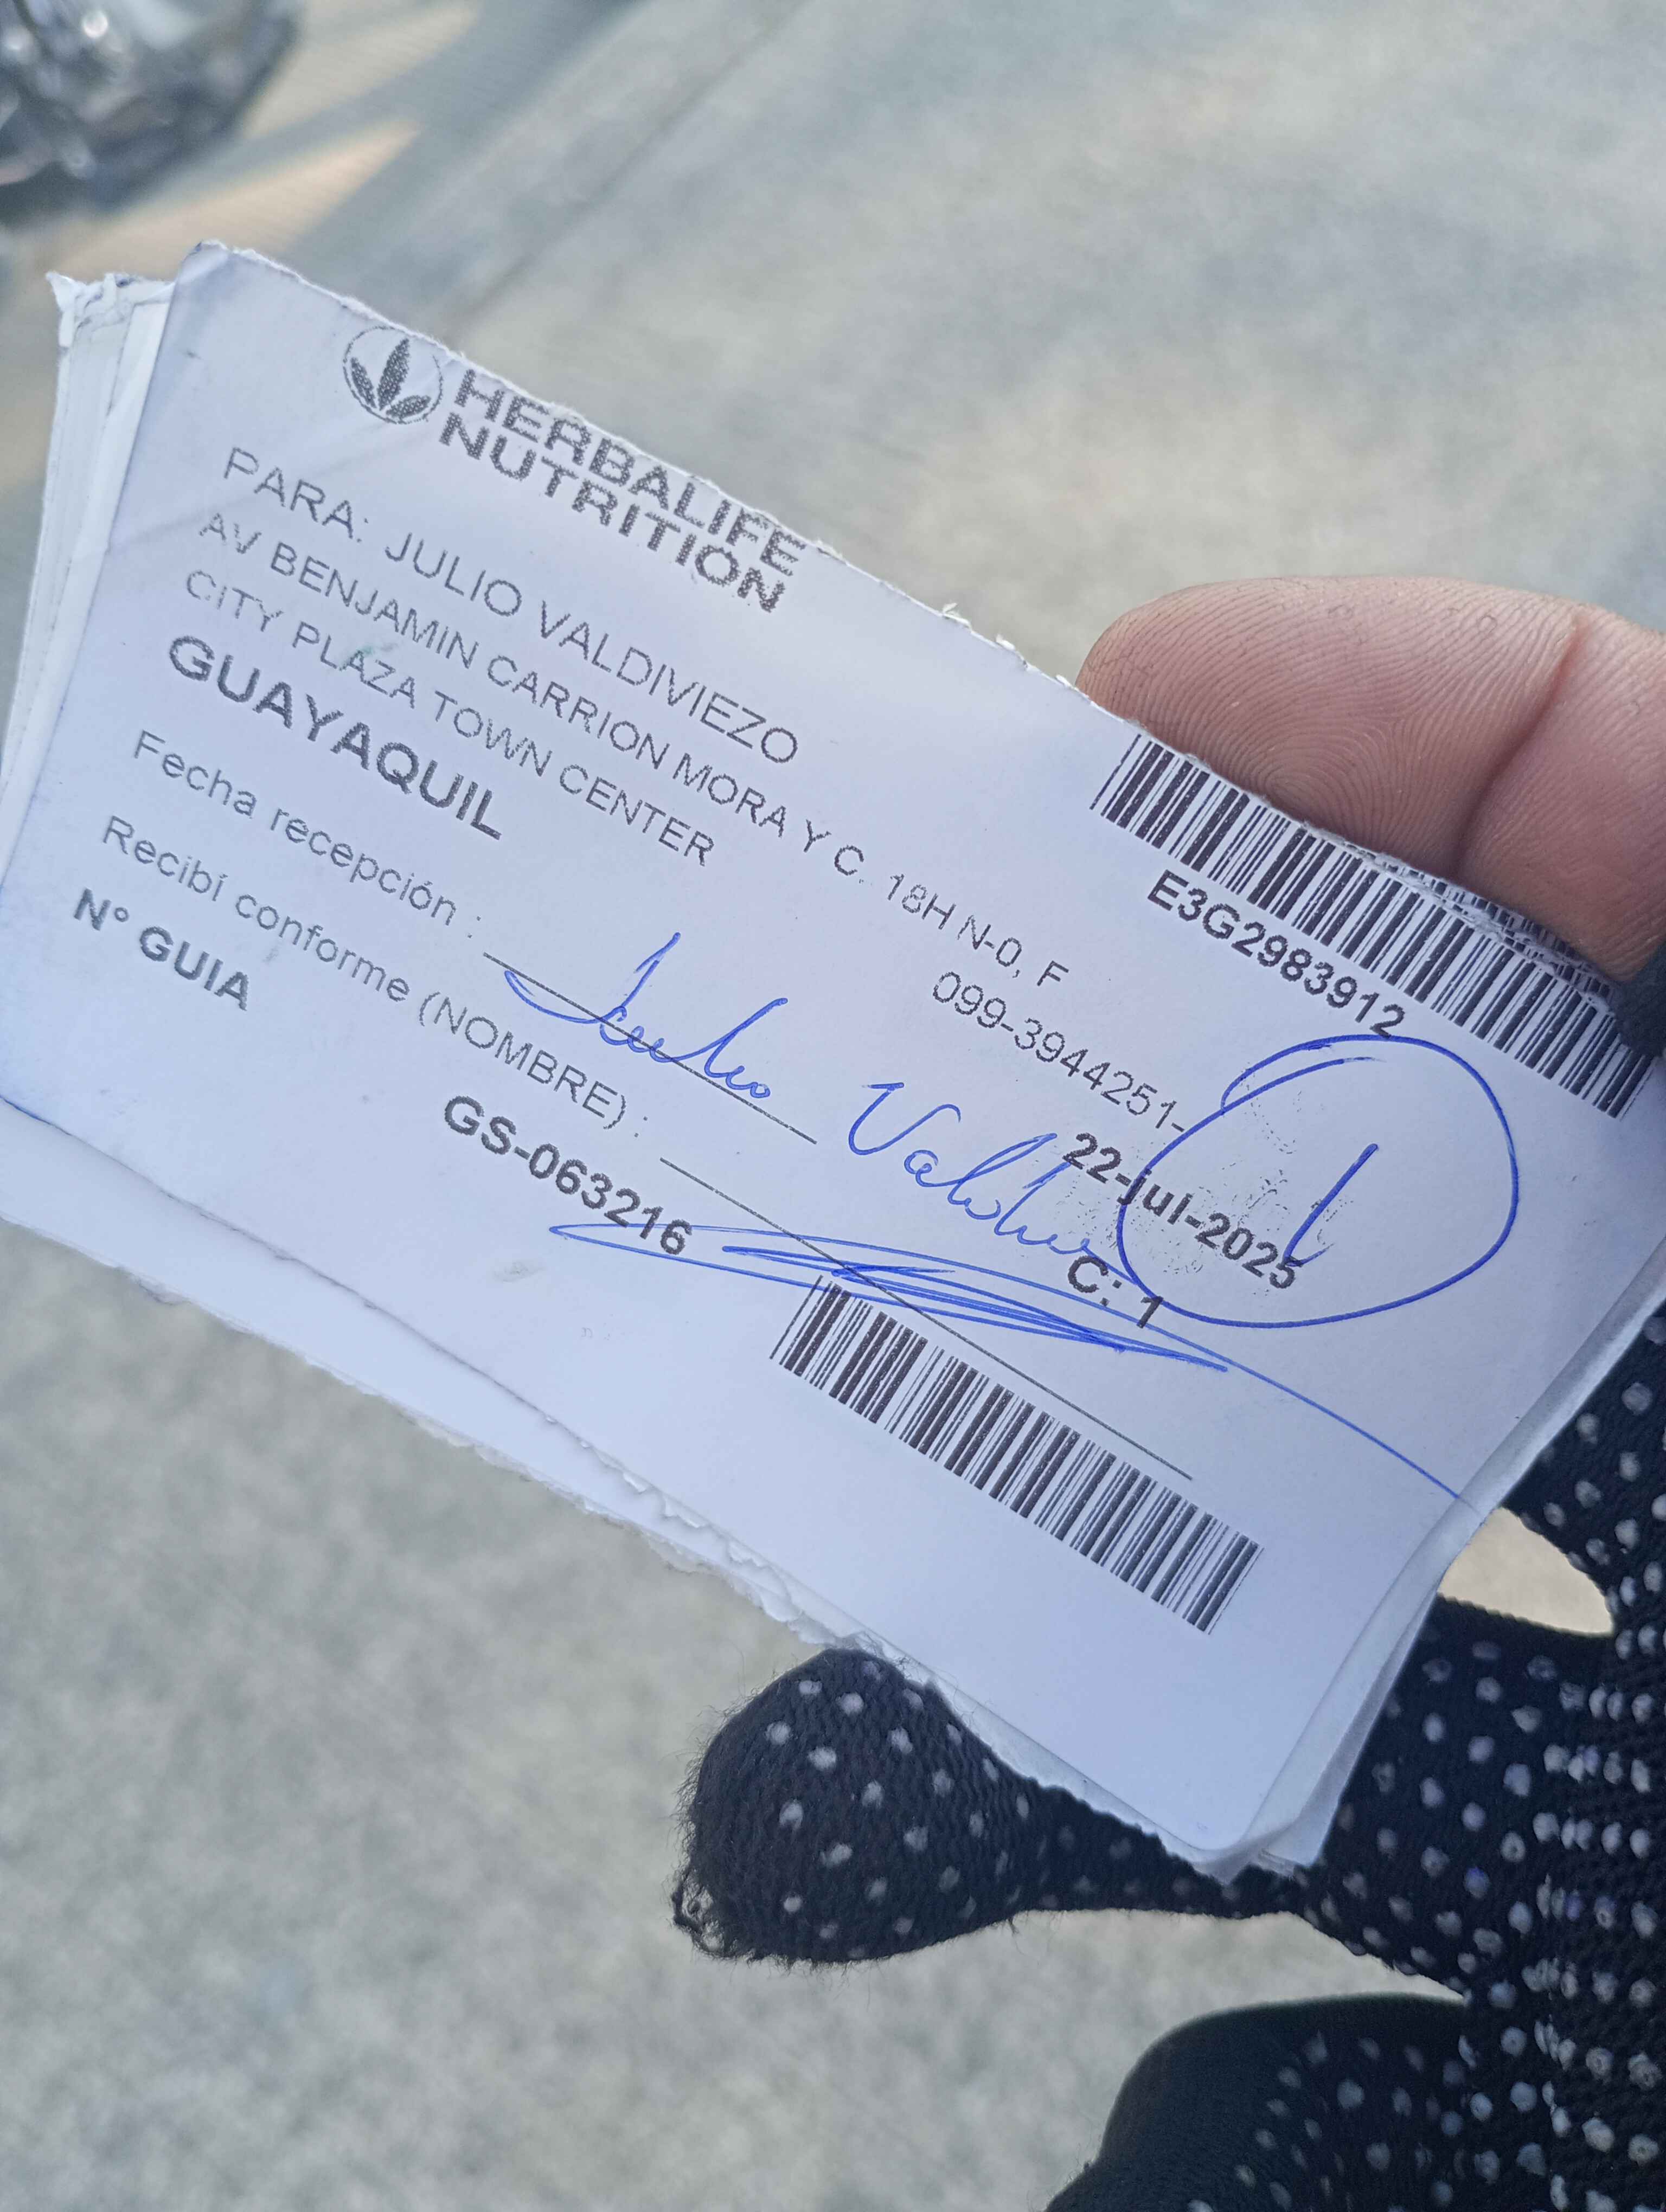 HERBALIFE
NUTRITION
PARA: JULIO VALDIVIEZO
AV BENJAMIN CARRION MORA Y C. 18H N-0, F
CITY PLAZA TOWN CENTER
099-3944251-
GUAYAQUIL
22-jul-2025
Fecha recepción :
C: 1
Recibí conforme (NOMBRE) :
N° GUIA
GS-063216
E3G2983912
1